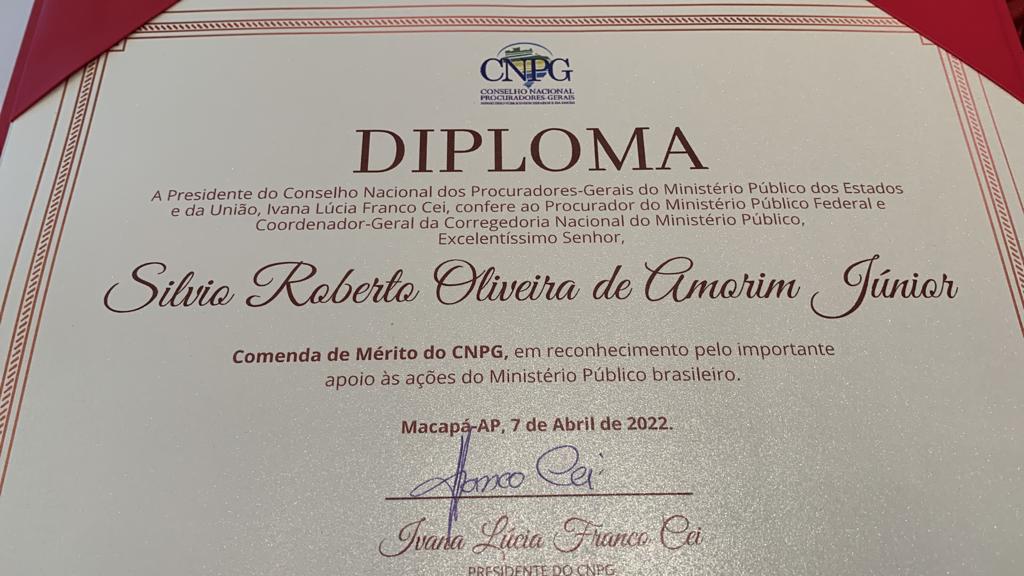 CNPG
CONSELHO NACIONAL
PROCURADORES-GERAIS
DIPLOMA
A Presidente do Conselho Nacional dos Procuradores-Gerais do Ministério Público dos Estados
e da União, Ivana Lúcia Franco Cei, confere ao Procurador do Ministério Público Federal e
Coordenador-Geral da Corregedoria Nacional do Ministério Público,
Excelentíssimo Senhor,
Silvio Roberto Oliveira de Amorim Júnior
Comenda de Mérito do CNPG, em reconhecimento pelo importante
apoio às ações do Ministério Público brasileiro.
Macapá-AP, 7 de Abril de 2022.
Franco Cei
Ivana Lúcia Franco Cei
PRESIDENTE DO CNPG